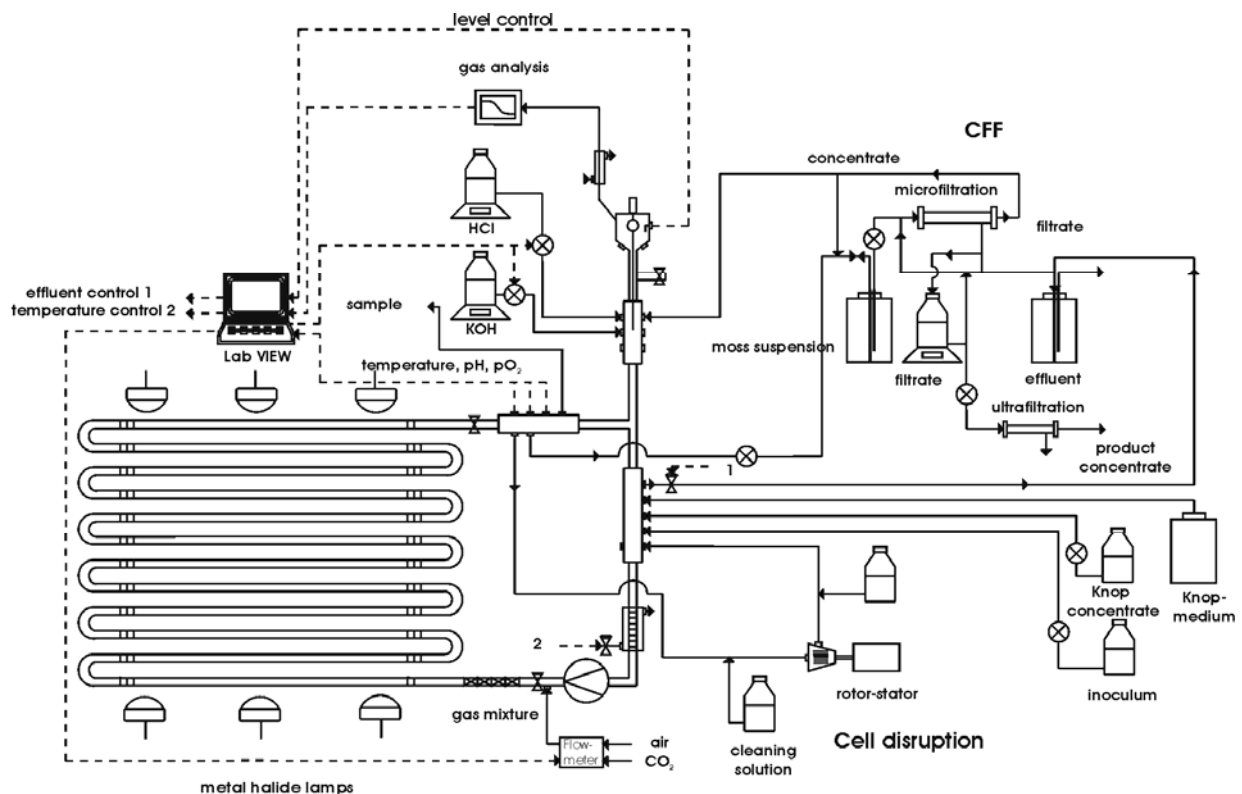 level control
gas analysis
CFF
concentrate
microfiltration
HCl
filtrate
effluent control 1
temperature control 2
sample
KOH
Lab VIEW
moss suspension
temperature, pH, pO₂
filtrate
effluent
ultrafiltration
product
concentrate
1
Knop
concentrate
Knop-
medium
2
rotor-stator
inoculum
gas mixture
cleaning
solution
Cell disruption
Flow-
meter
air
CO₂
metal halide lamps